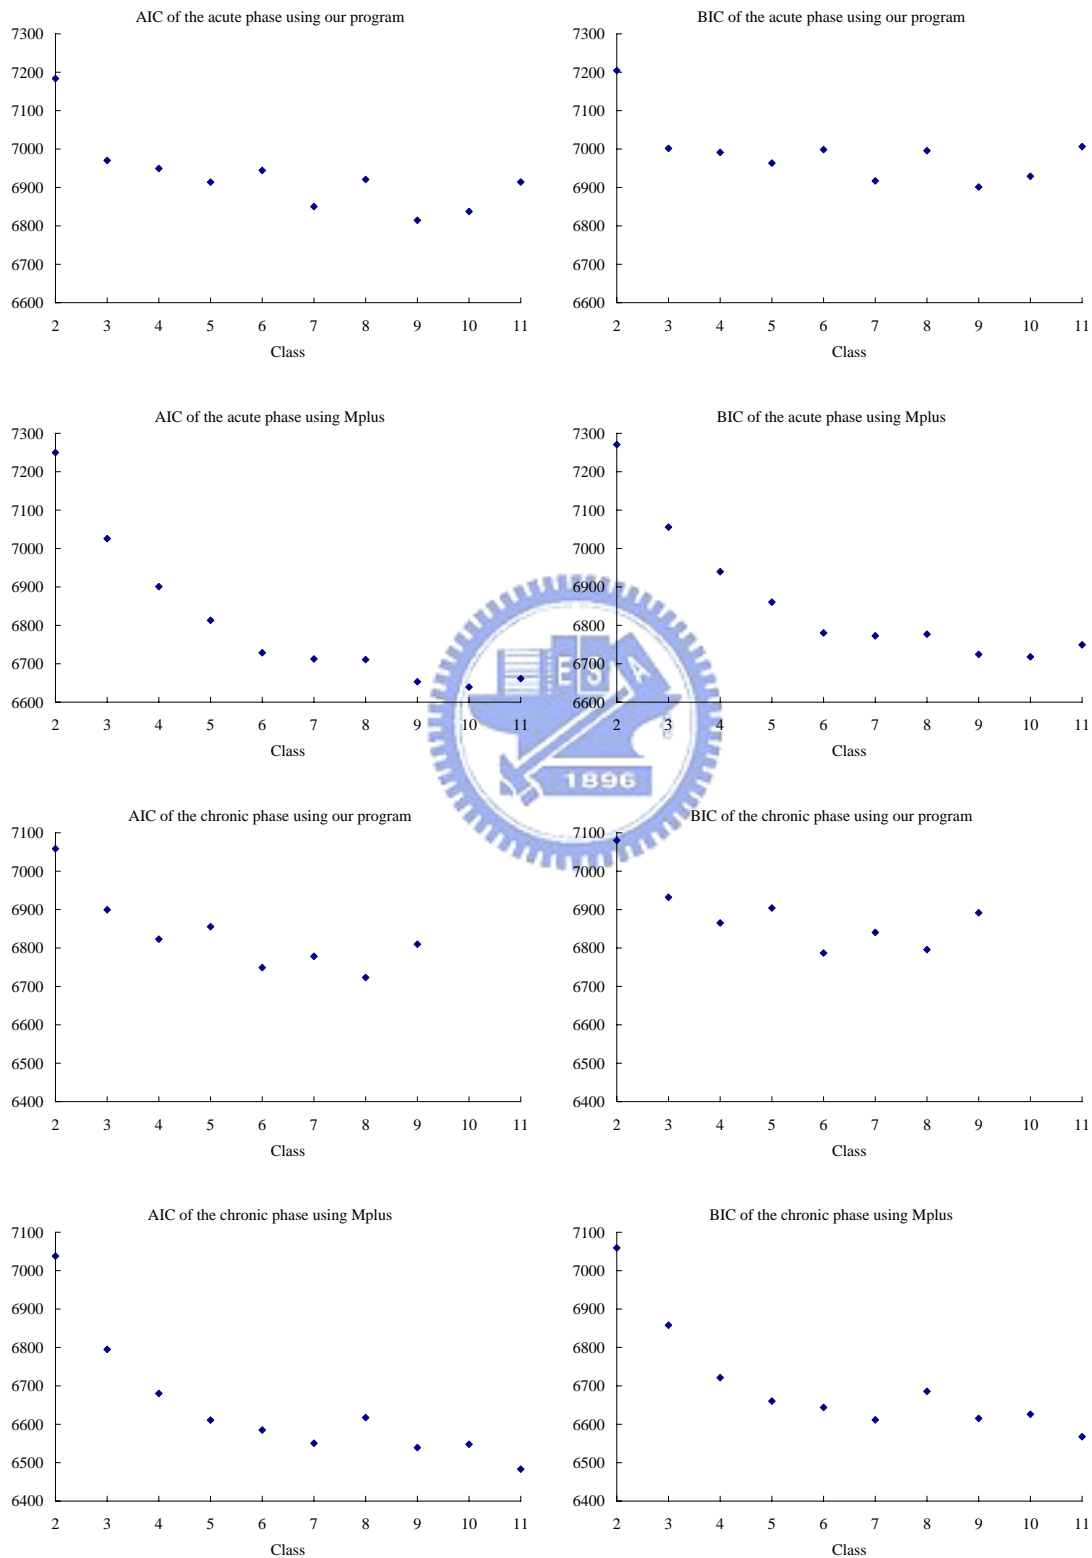 AIC of the acute phase using our program
7300
7200
7100
7000
6900
6800
6700
6600
2 3 4 5 6 7 8 9 10 11
Class
BIC of the acute phase using our program
7300
7200
7100
7000
6900
6800
6700
6600
2 3 4 5 6 7 8 9 10 11
Class
AIC of the acute phase using Mplus
7300
7200
7100
7000
6900
6800
6700
6600
2 3 4 5 6 7 8 9 10 11
Class
BIC of the acute phase using Mplus
7300
7200
7100
7000
6900
6800
6700
6600
2 3 4 5 6 7 8 9 10 11
Class
E S A
1896
AIC of the chronic phase using our program
7100
7000
6900
6800
6700
6600
6500
6400
2 3 4 5 6 7 8 9 10 11
Class
BIC of the chronic phase using our program
7100
7000
6900
6800
6700
6600
6500
6400
2 3 4 5 6 7 8 9 10 11
Class
AIC of the chronic phase using Mplus
7100
7000
6900
6800
6700
6600
6500
6400
2 3 4 5 6 7 8 9 10 11
Class
BIC of the chronic phase using Mplus
7100
7000
6900
6800
6700
6600
6500
6400
2 3 4 5 6 7 8 9 10 11
Class